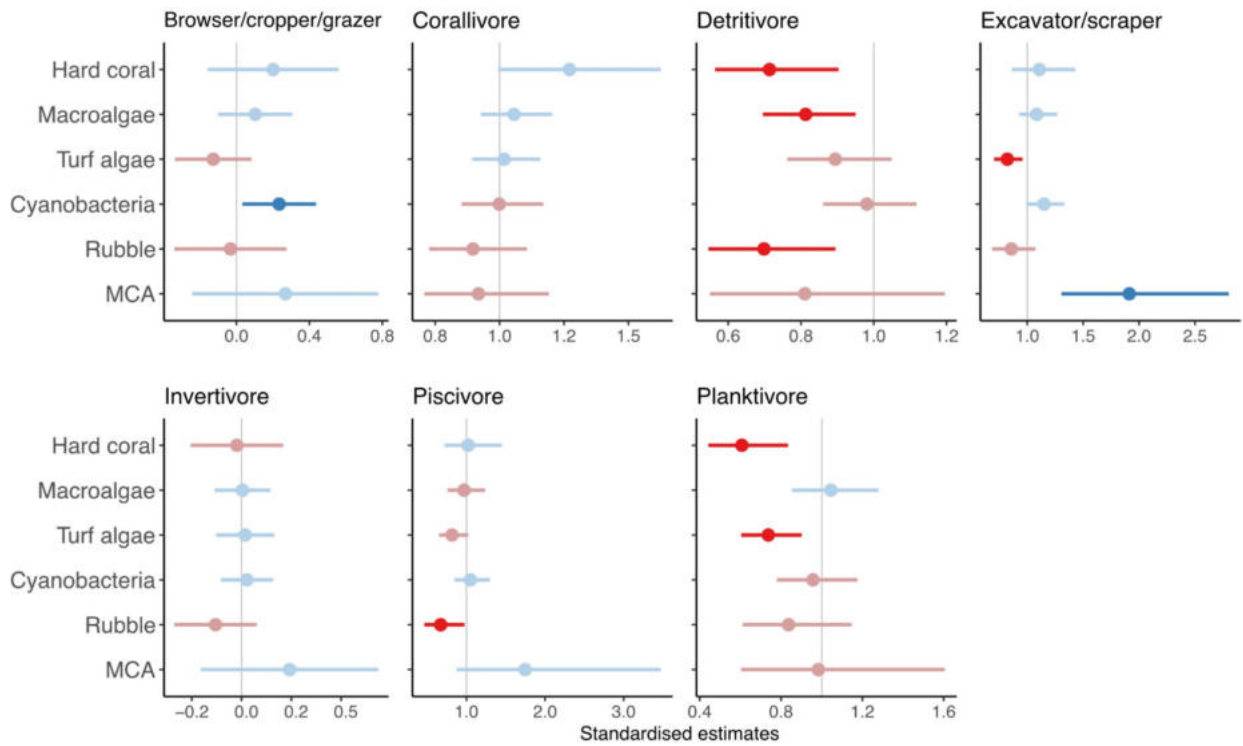 Browser/cropper/grazer
Corallivore
Detritivore
Excavator/scraper
Hard coral
Macroalgae
Turf algae
Cyanobacteria
Rubble
MCA
0.0 0.4 0.8
0.8 1.0 1.2 1.5
0.6 0.8 1.0 1.2
1.0 1.5 2.0 2.5
Invertivore
Piscivore
Planktivore
Hard coral
Macroalgae
Turf algae
Cyanobacteria
Rubble
MCA
−0.2 0.0 0.2 0.5
1.0 2.0 3.0
0.4 0.8 1.2 1.6
Standardised estimates